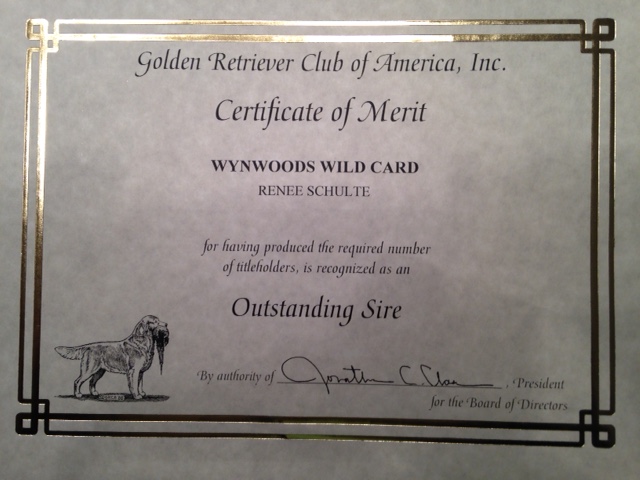 Golden Retriever Club of America, Inc.
Certificate of Merit
WYNWOODS WILD CARD
RENEE SCHULTE
for having produced the required number
of titleholders, is recognized as an
Outstanding Sire
By authority of Jonathan C. , President
for the Board of Directors